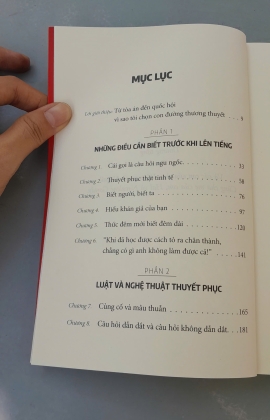 MỤC LỤC
Lời giới thiệu: Từ tòa án đến quốc hội
vì sao tôi chọn con đường thương thuyết . . . 5
PHẦN 1
NHỮNG ĐIỀU CẦN BIẾT TRƯỚC KHI LÊN TIẾNG
Chương 1. Cái gọi là câu hỏi ngu ngốc. . . . . . . . . 35
Chương 2. Thuyết phục thật tinh tế . . . . . . . . . 58
Chương 3. Biết người, biết ta . . . . . . . . . . . . 76
Chương 4. Hiểu khán giả của bạn . . . . . . . . . . 97
Chương 5. Thức đêm mới biết đêm dài . . . . . . . 120
Chương 6. "Khi đã học được cách tỏ ra chân thành,
chẳng có gì anh không làm được cả!" . . . 141
PHẦN 2
LUẬT VÀ NGHỆ THUẬT THUYẾT PHỤC
Chương 7. Củng cố và mâu thuẫn . . . . . . . . . . 165
Chương 8. Câu hỏi dẫn dắt và câu hỏi không dẫn dắt. . . 181